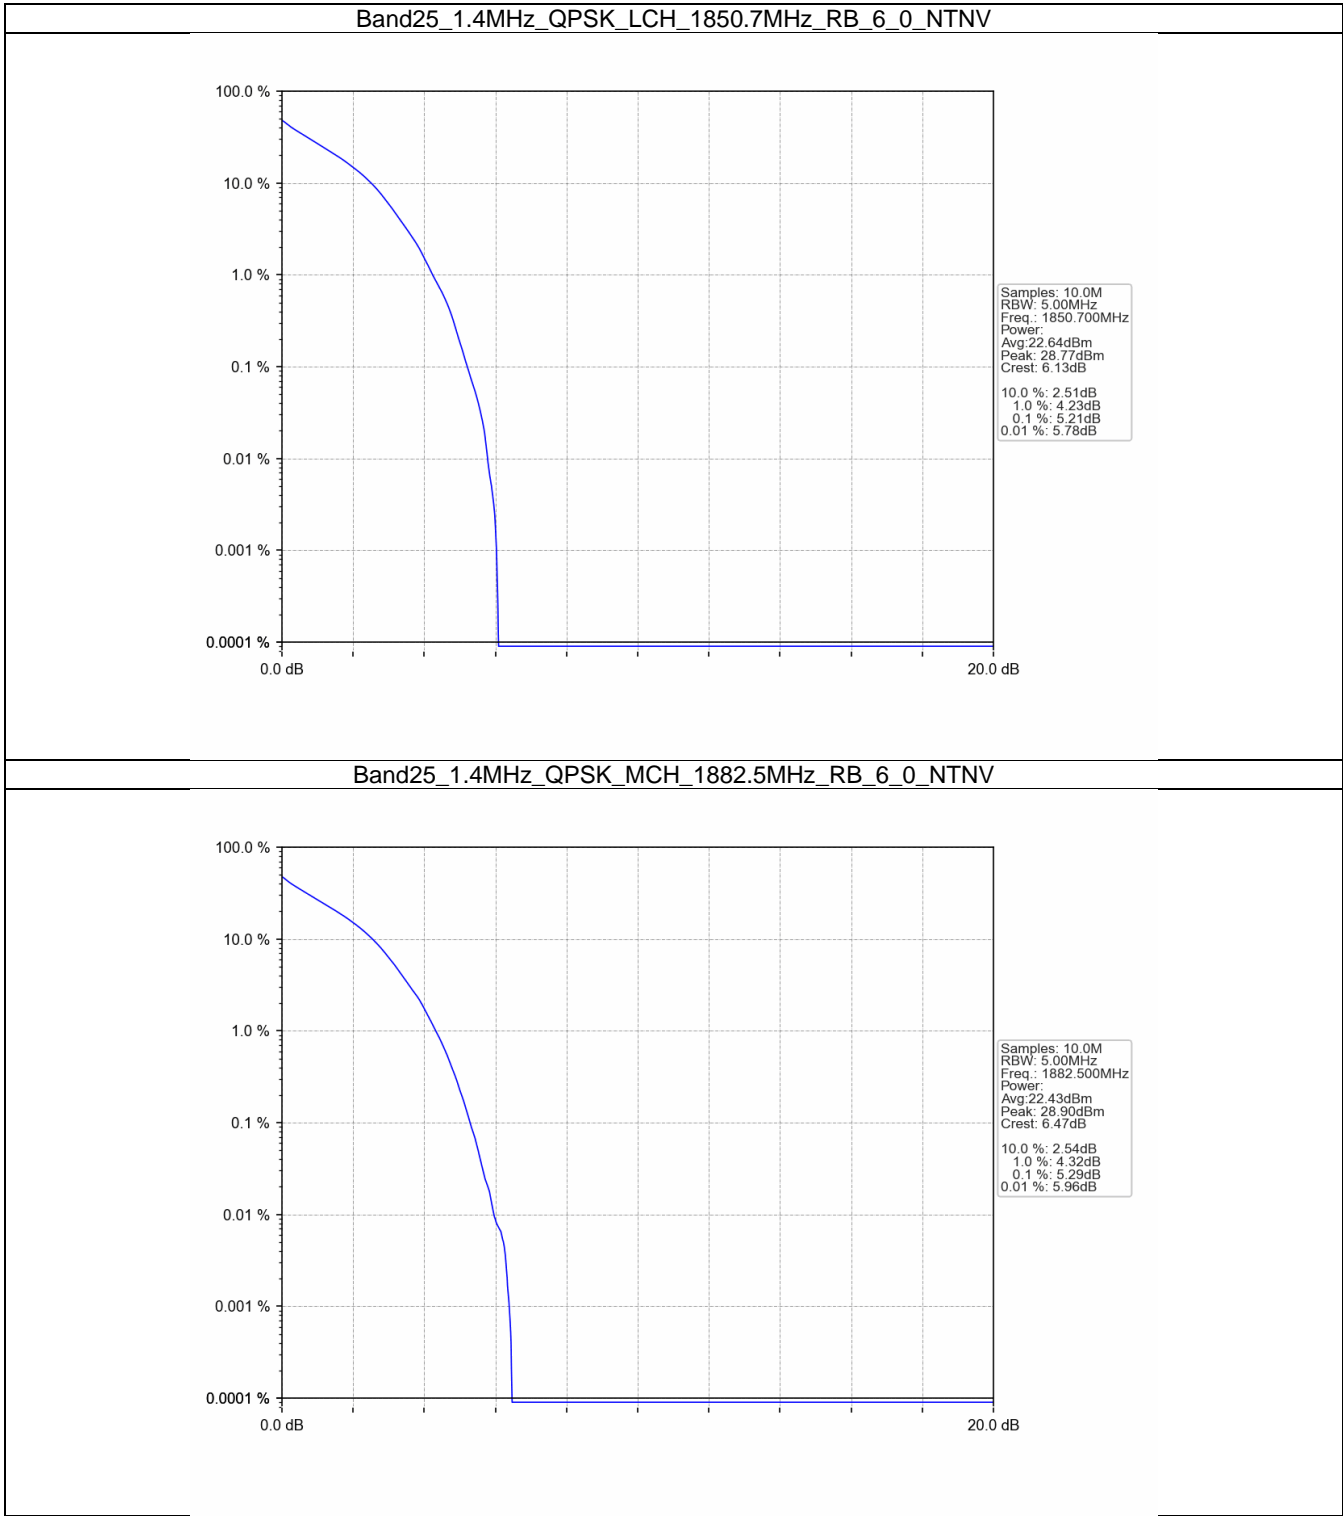 Band25_1.4MHz_QPSK_LCH_1850.7MHz_RB_6_0_NTNV
100.0 %
10.0 %
1.0 %
0.1 %
0.01 %
0.001 %
0.0001 %
0.0 dB
20.0 dB
Samples: 10.0M
RBW: 5.00MHz
Freq.: 1850.700MHz
Power:
Avg:22.64dBm
Peak: 28.77dBm
Crest: 6.13dB
10.0 %: 2.51dB
1.0 %: 4.23dB
0.1 %: 5.21dB
0.01 %: 5.78dB
Band25_1.4MHz_QPSK_MCH_1882.5MHz_RB_6_0_NTNV
100.0 %
10.0 %
1.0 %
0.1 %
0.01 %
0.001 %
0.0001 %
0.0 dB
20.0 dB
Samples: 10.0M
RBW: 5.00MHz
Freq.: 1882.500MHz
Power:
Avg:22.43dBm
Peak: 28.90dBm
Crest: 6.47dB
10.0 %: 2.54dB
1.0 %: 4.32dB
0.1 %: 5.29dB
0.01 %: 5.96dB